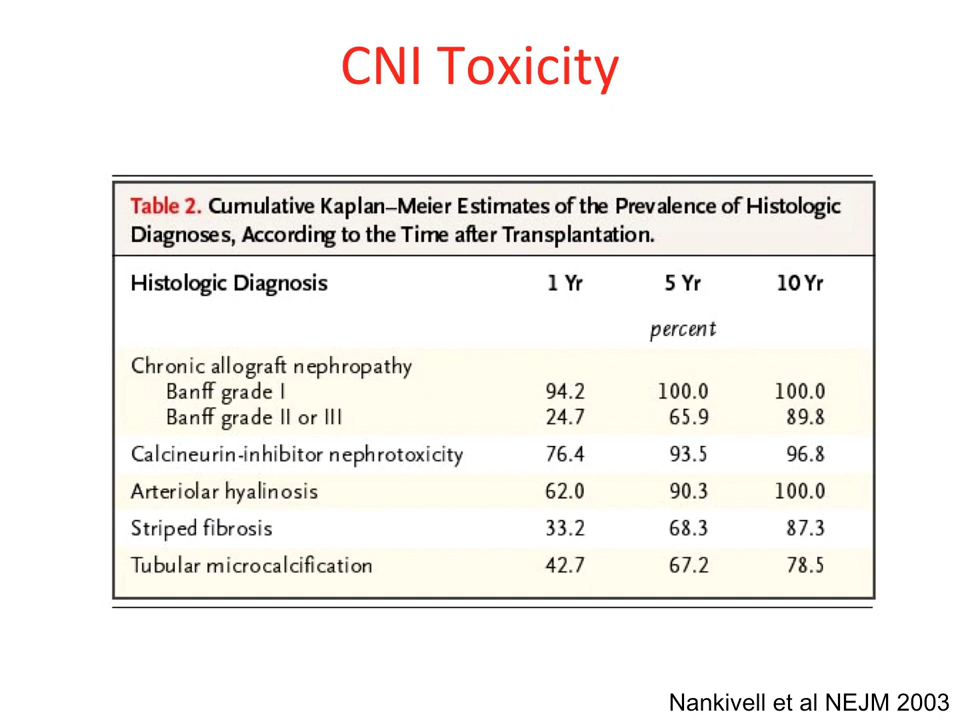 CNI Toxicity
Table 2. Cumulative Kaplan–Meier Estimates of the Prevalence of Histologic
Diagnoses, According to the Time after Transplantation.
Histologic Diagnosis 1 Yr 5 Yr 10 Yr
percent
Chronic allograft nephropathy
Banff grade I 94.2 100.0 100.0
Banff grade II or III 24.7 65.9 89.8
Calcineurin-inhibitor nephrotoxicity 76.4 93.5 96.8
Arteriolar hyalinosis 62.0 90.3 100.0
Striped fibrosis 33.2 68.3 87.3
Tubular microcalcification 42.7 67.2 78.5
Nankivell et al NEJM 2003